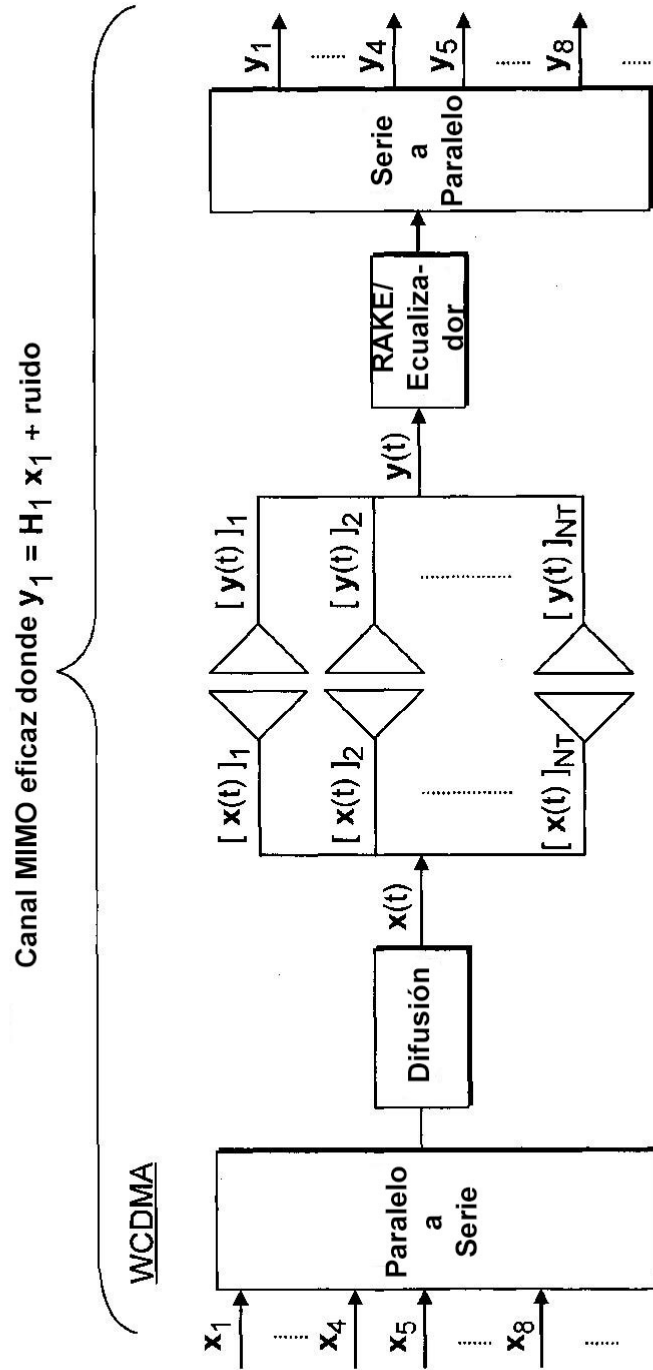 Canal MIMO eficaz donde y1 = H1 x1 + ruido
WCDMA
x1
x4
x5
x8
Paralelo
a
Serie
Difusión
x(t)
[ x(t) ]1
[ x(t) ]2
[ x(t) ]NT
[ y(t) ]1
[ y(t) ]2
[ y(t) ]NT
y(t)
RAKE/
Ecualiza-
dor
Serie
a
Paralelo
y1
y4
y5
y8